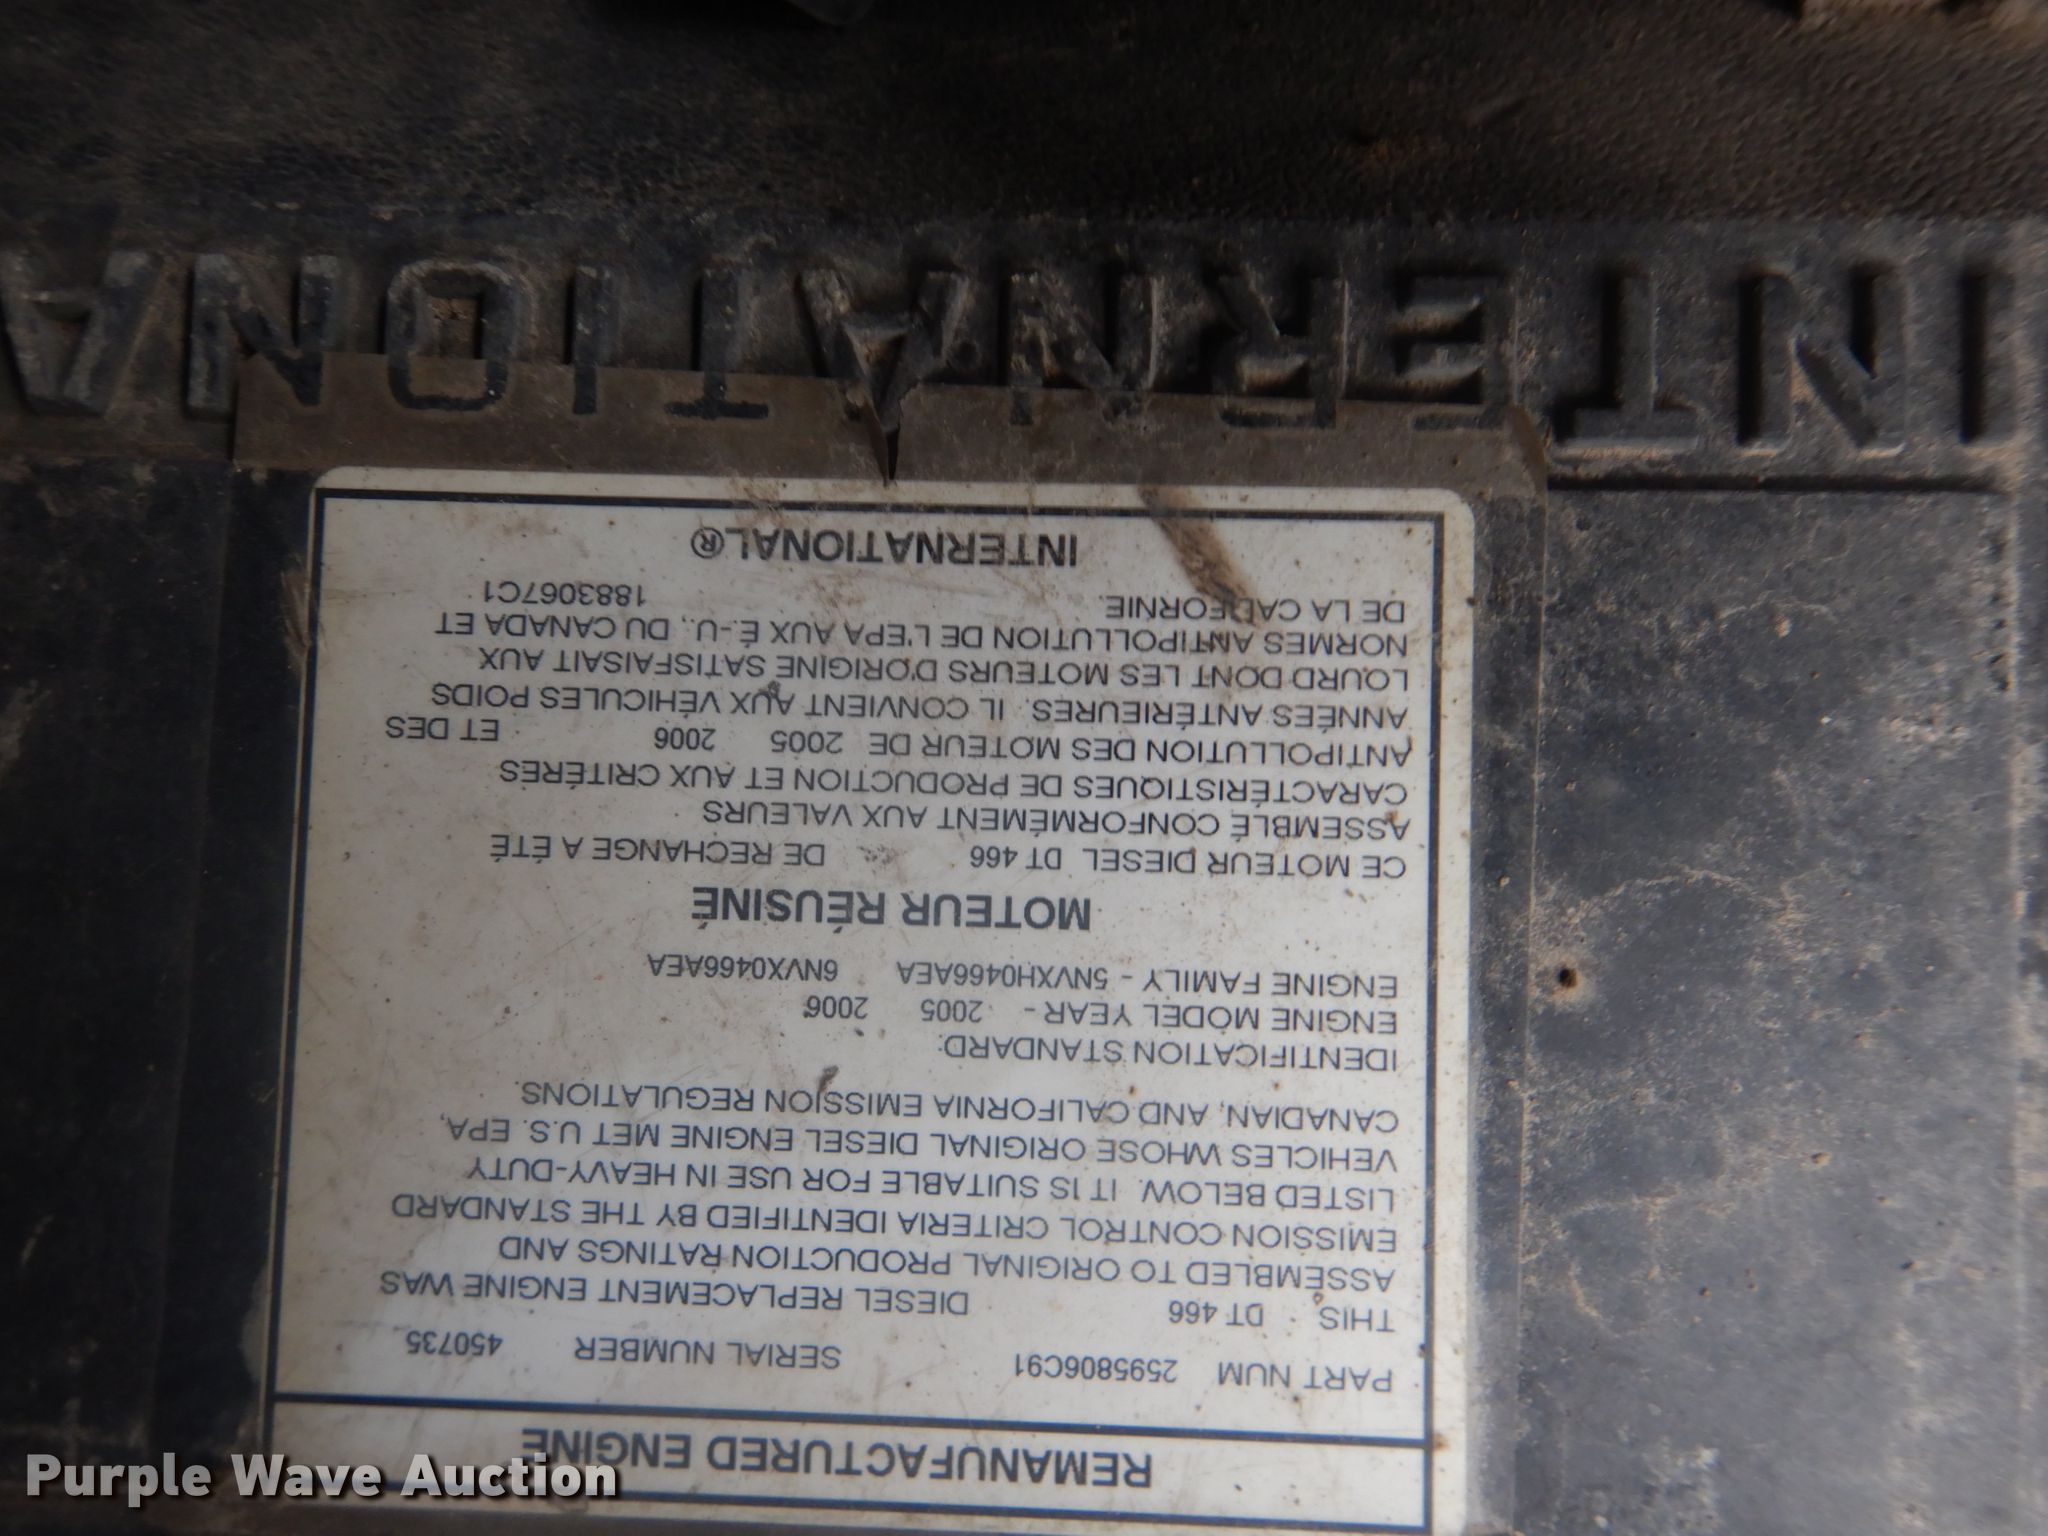 REMANUFACTURED ENGINE
PART NUM 2595806C91 SERIAL NUMBER 450735
THIS DT 466 DIESEL REPLACEMENT ENGINE WAS
ASSEMBLED TO ORIGINAL PRODUCTION RATINGS AND
EMISSION CONTROL CRITERIA IDENTIFIED BY THE STANDARD
LISTED BELOW. IT IS SUITABLE FOR USE IN HEAVY-DUTY
VEHICLES WHOSE ORIGINAL DIESEL ENGINE MET U.S. EPA,
CANADIAN, AND CALIFORNIA EMISSION REGULATIONS.
IDENTIFICATION STANDARD:
ENGINE MODEL YEAR - 2005 2006
ENGINE FAMILY - 5NVXH0466AEA 6NVX0466AEA
MOTEUR RÉUSINÉ
CE MOTEUR DIESEL DT 466 DE RECHANGE A ÉTÉ
ASSEMBLÉ CONFORMÉMENT AUX VALEURS
CARACTÉRISTIQUES DE PRODUCTION ET AUX CRITÈRES
ANTIPOLLUTION DES MOTEUR DE 2005 2006 ET DES
ANNÉES ANTÉRIEURES. IL CONVIENT AUX VÉHICULES POIDS
LOURD DONT LES MOTEURS D'ORIGINE SATISFAISAIT AUX
NORMES ANTIPOLLUTION DE L'EPA AUX É.-U., DU CANADA ET
DE LA CALIFORNIE. 1883067C1
INTERNATIONAL®
INTERNATIONA
Purple Wave Auction